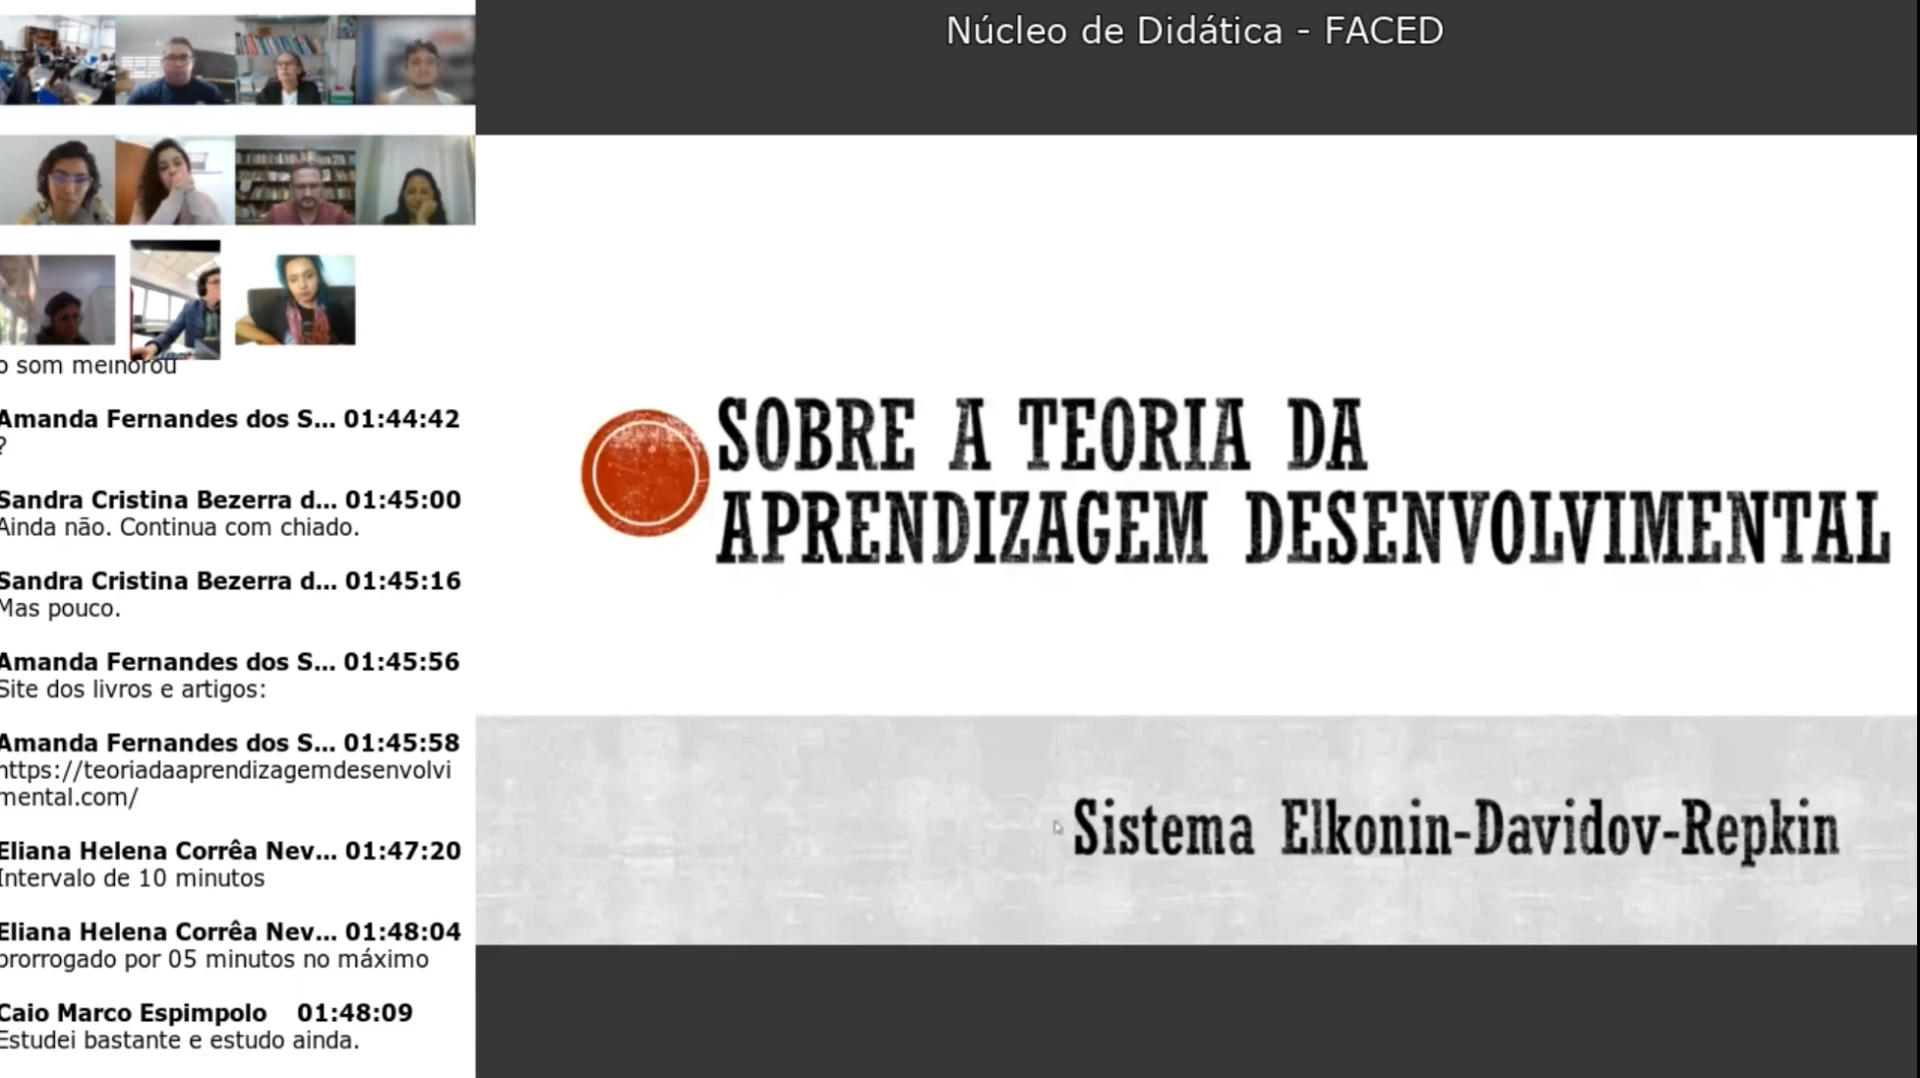 Núcleo de Didática - FACED
o som melhorou
Amanda Fernandes dos S... 01:44:42
?
Sandra Cristina Bezerra d... 01:45:00
Ainda não. Continua com chiado.
Sandra Cristina Bezerra d... 01:45:16
Mas pouco.
Amanda Fernandes dos S... 01:45:56
Site dos livros e artigos:
Amanda Fernandes dos S... 01:45:58
https://teoriadaaprendizagemdesenvolvi
mental.com/
Eliana Helena Corrêa Nev... 01:47:20
Intervalo de 10 minutos
Eliana Helena Corrêa Nev... 01:48:04
prorrogado por 05 minutos no máximo
Caio Marco Espimpolo 01:48:09
Estudei bastante e estudo ainda.
SOBRE A TEORIA DA
APRENDIZAGEM DESENVOLVIMENTAL
Sistema Elkonin-Davidov-Repkin